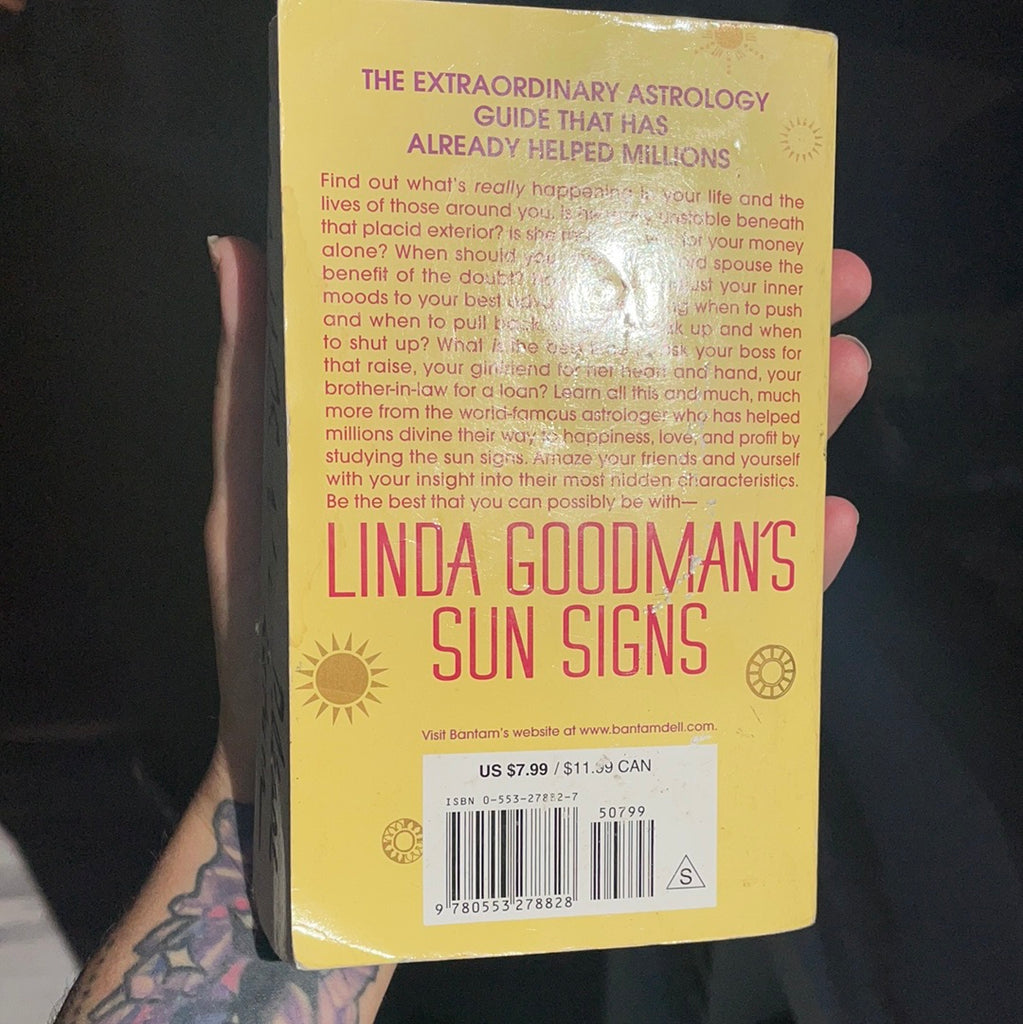 THE EXTRAORDINARY ASTROLOGY
GUIDE THAT HAS
ALREADY HELPED MILLIONS
Find out what's really happening in your life and the
lives of those around you. Is unstable beneath
that placid exterior? Is she for your money
alone? When should you spouse the
benefit of the doubt? your inner
moods to your best when to push
and when to pull back up and when
to shut up? What is the best ask your boss for
that raise, your girlfriend for her heart and hand, your
brother-in-law for a loan? Learn all this and much, much
more from the world-famous astrologer who has helped
millions divine their way to happiness, love, and profit by
studying the sun signs. Amaze your friends and yourself
with your insight into their most hidden characteristics.
Be the best that you can possibly be with—
LINDA GOODMAN'S
SUN SIGNS
Visit Bantam's website at www.bantamdell.com.
US $7.99 / $11.99 CAN
ISBN 0-553-27882-7
50799
S
9 780553 278828